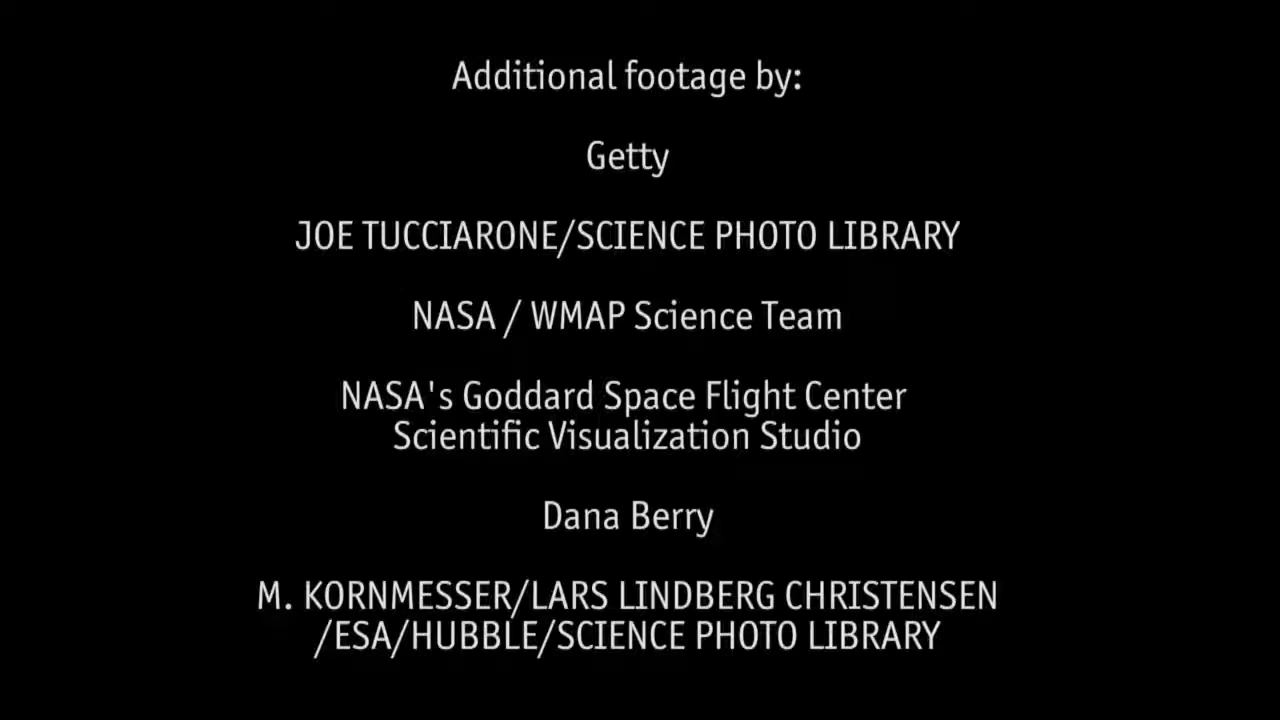 Additional footage by:
Getty
JOE TUCCIARONE/SCIENCE PHOTO LIBRARY
NASA / WMAP Science Team
NASA's Goddard Space Flight Center
Scientific Visualization Studio
Dana Berry
M. KORNMESSER/LARS LINDBERG CHRISTENSEN
/ESA/HUBBLE/SCIENCE PHOTO LIBRARY